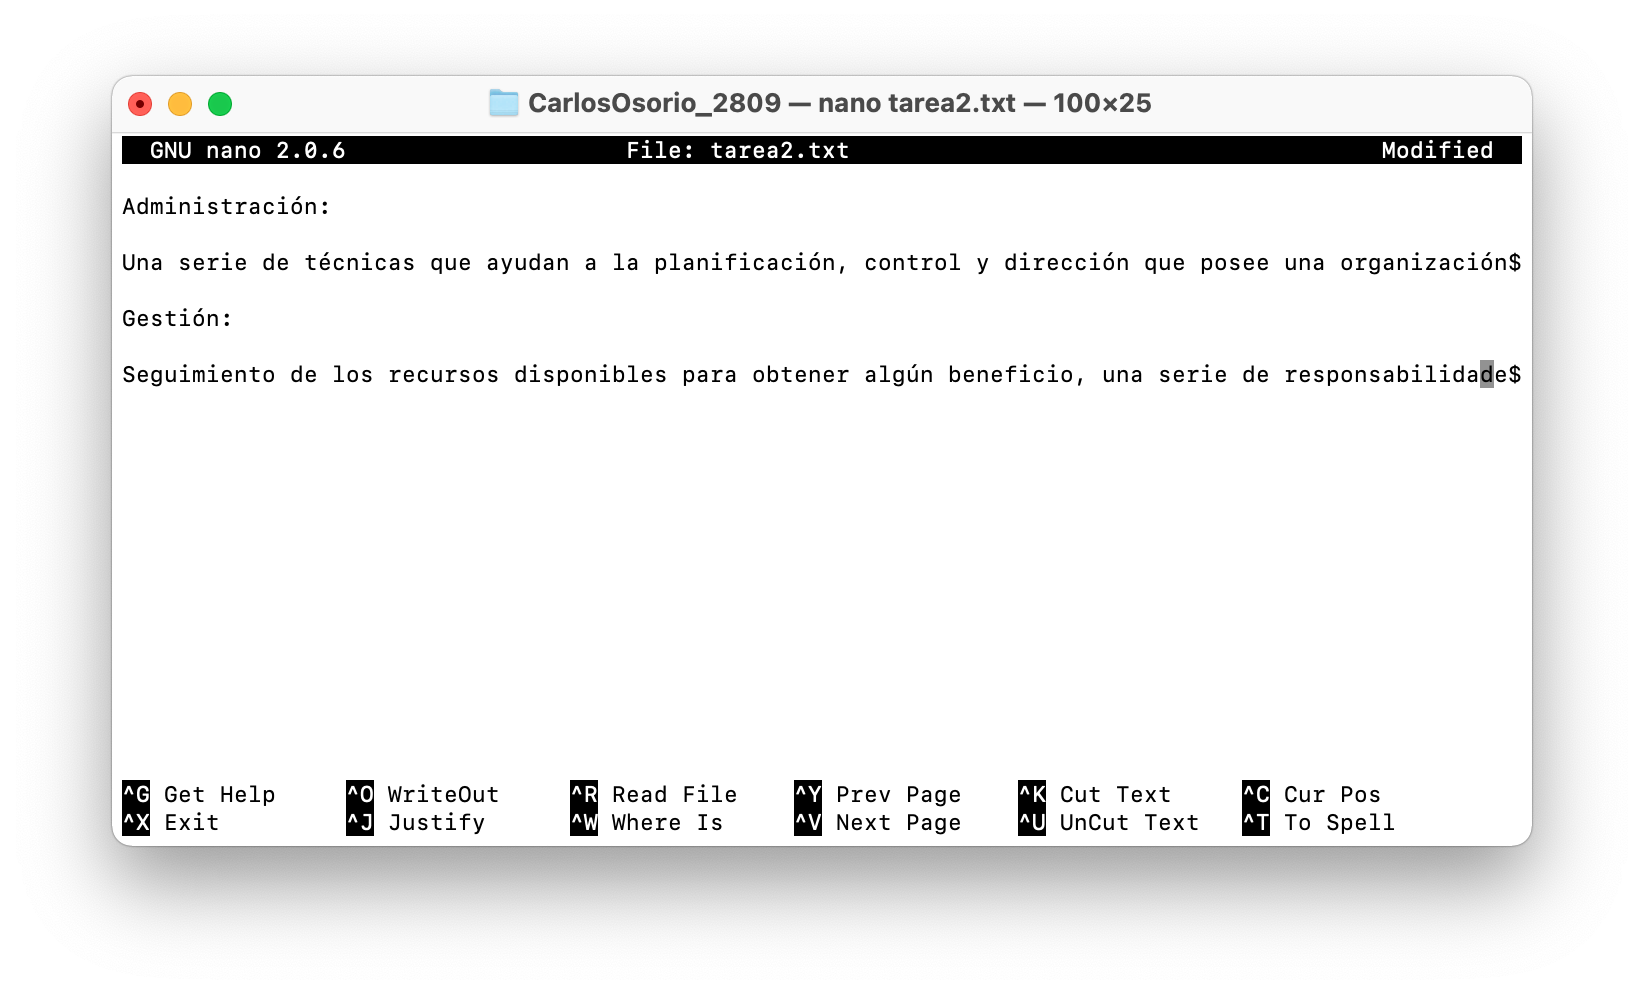 CarlosOsorio_2809 — nano tarea2.txt — 100×25
GNU nano 2.0.6 File: tarea2.txt Modified
Administración:
Una serie de técnicas que ayudan a la planificación, control y dirección que posee una organización$
Gestión:
Seguimiento de los recursos disponibles para obtener algún beneficio, una serie de responsabilidade$
^G Get Help ^O WriteOut ^R Read File ^Y Prev Page ^K Cut Text ^C Cur Pos
^X Exit ^J Justify ^W Where Is ^V Next Page ^U UnCut Text ^T To Spell